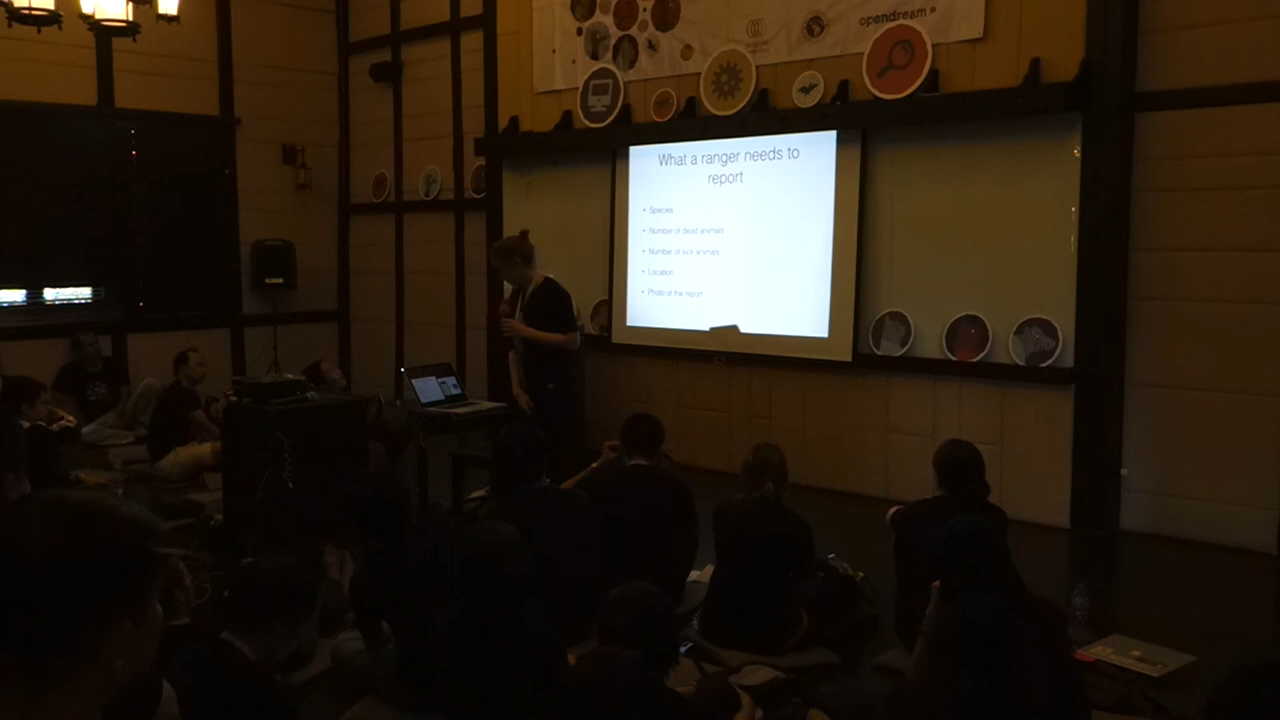 opendream
What a ranger needs to
report
• Species
• Number of dead animals
• Number of sick animals
• Location
• Photo of the report